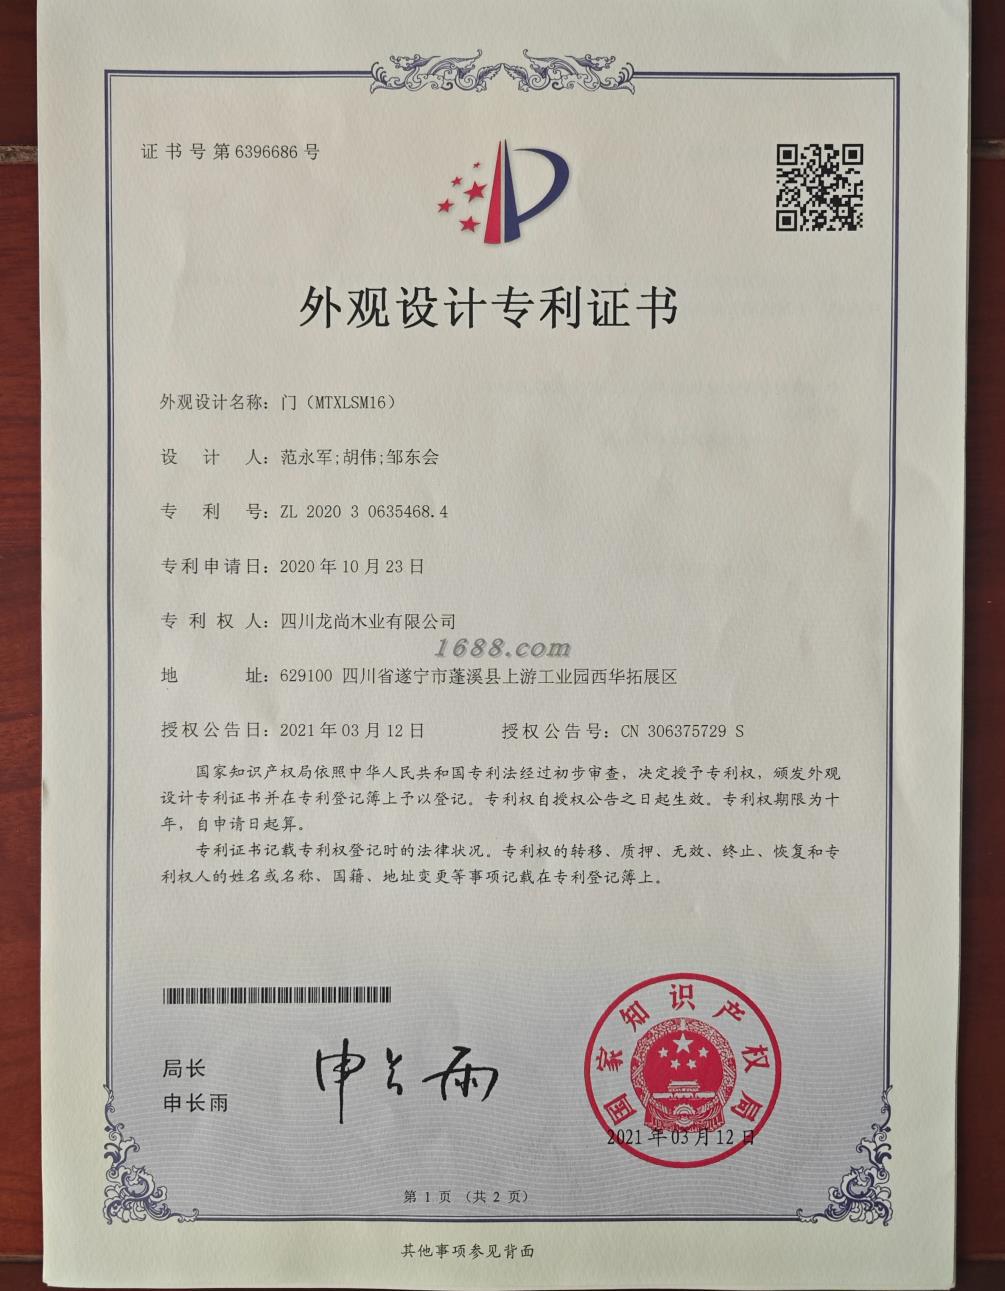 证书号第6396686号
外观设计专利证书
外观设计名称：门（MTXLSM16）
设计人：范永军;胡伟;邹东会
专利号：ZL 2020 3 0635468.4
专利申请日：2020年10月23日
专利权人：四川龙尚木业有限公司
1688.com
地址：629100 四川省遂宁市蓬溪县上游工业园西华拓展区
授权公告日：2021年03月12日 授权公告号：CN 306375729 S
国家知识产权局依照中华人民共和国专利法经过初步审查，决定授予专利权，颁发外观
设计专利证书并在专利登记簿上予以登记。专利权自授权公告之日起生效。专利权期限为十
年，自申请日起算。
专利证书记载专利权登记时的法律状况。专利权的转移、质押、无效、终止、恢复和专
利权人的姓名或名称、国籍、地址变更等事项记载在专利登记簿上。
局长
申长雨
申长雨
国家知识产权局
2021年03月12日
第1页（共2页）
其他事项参见背面